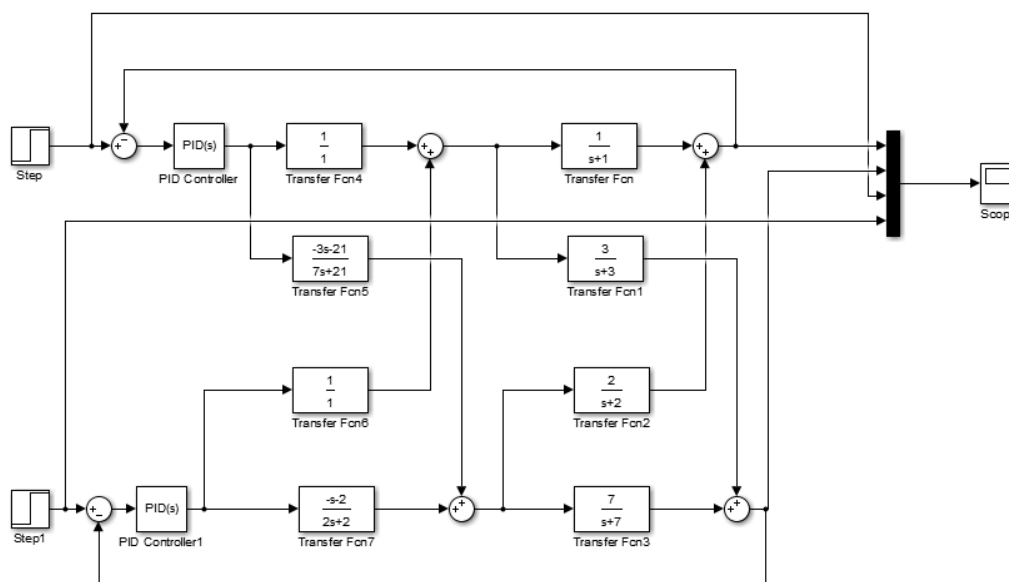 Step
+
−
PID(s)
PID Controller
1
1
Transfer Fcn4
+
+
1
s+1
Transfer Fcn
+
+
Scop
-3s-21
7s+21
Transfer Fcn5
3
s+3
Transfer Fcn1
1
1
Transfer Fcn6
2
s+2
Transfer Fcn2
Step1
+
−
PID(s)
PID Controller1
-s-2
2s+2
Transfer Fcn7
+
+
7
s+7
Transfer Fcn3
+
+